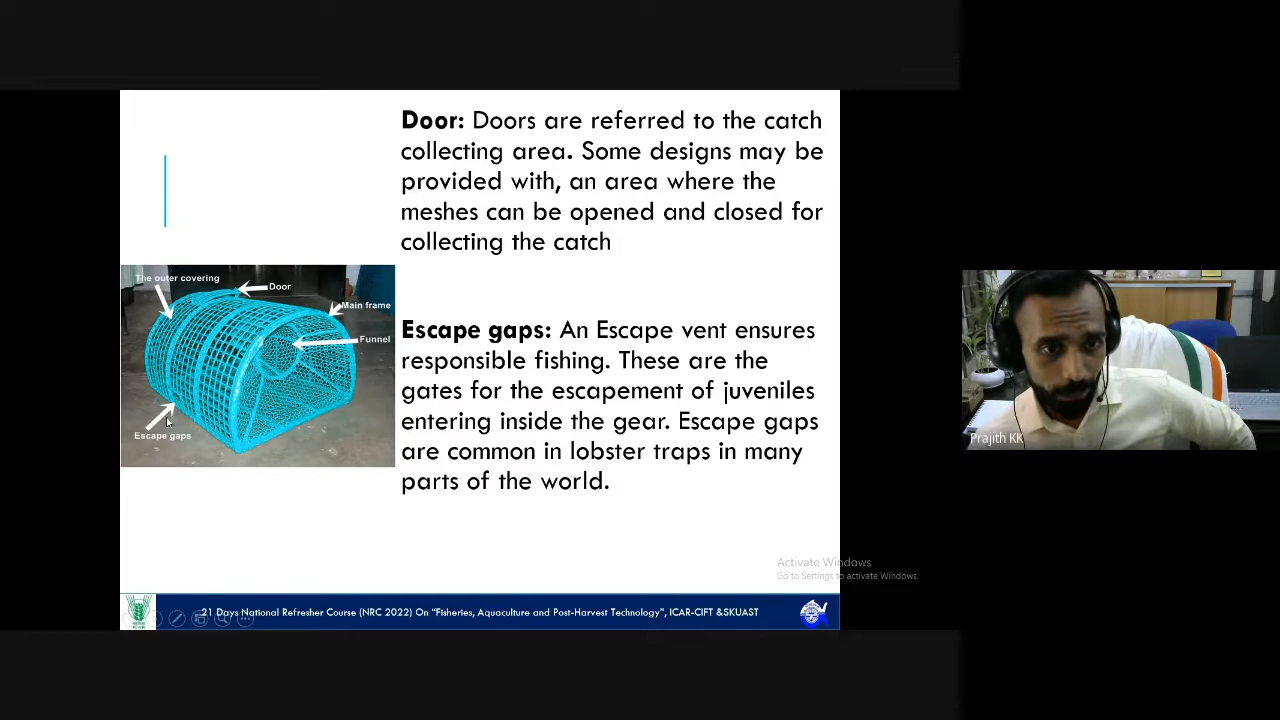 Door: Doors are referred to the catch
collecting area. Some designs may be
provided with, an area where the
meshes can be opened and closed for
collecting the catch
The outer covering
Door
Main frame
Funnel
Escape gaps
Escape gaps: An Escape vent ensures
responsible fishing. These are the
gates for the escapement of juveniles
entering inside the gear. Escape gaps
are common in lobster traps in many
parts of the world.
Prajith KK
Activate Windows
Go to Settings to activate Windows.
21 Days National Refresher Course (NRC 2022) On "Fisheries, Aquaculture and Post-Harvest Technology", ICAR-CIFT &SKUAST